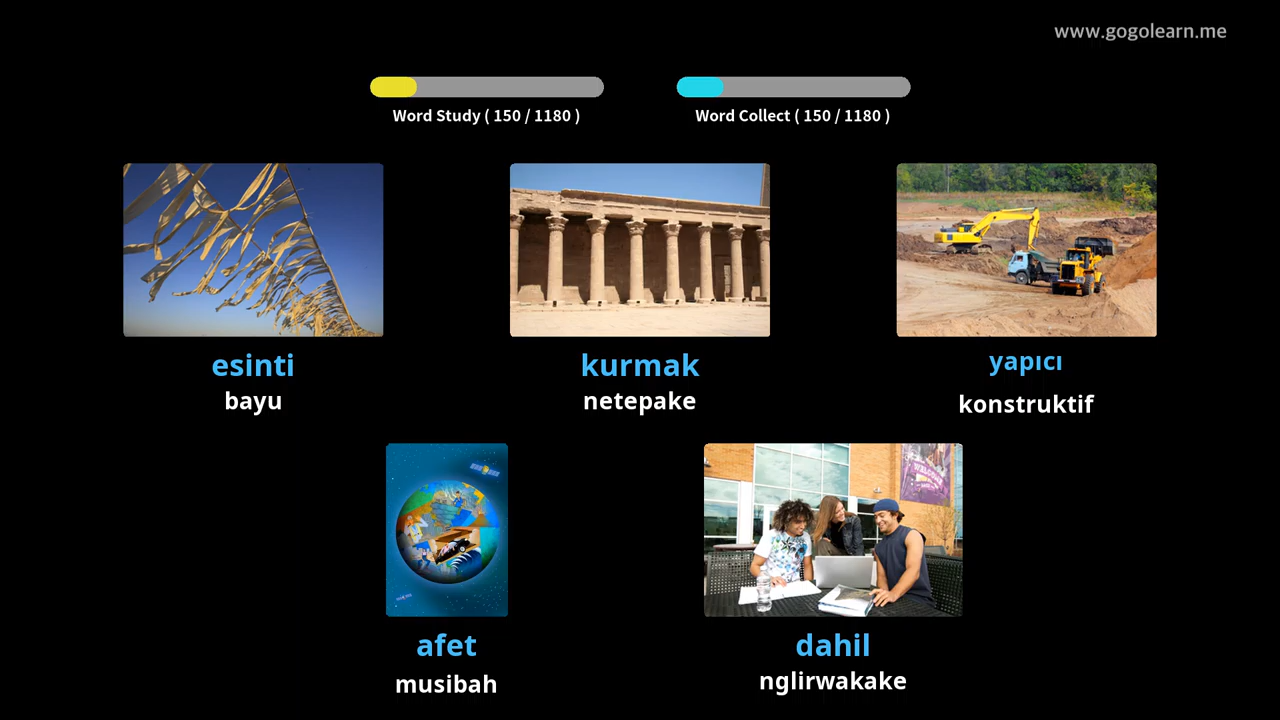 www.gogolearn.me
Word Study ( 150 / 1180 )
Word Collect ( 150 / 1180 )
esinti
bayu
kurmak
netepake
yapıcı
konstruktif
WELCOME
afet
musibah
dahil
nglirwakake